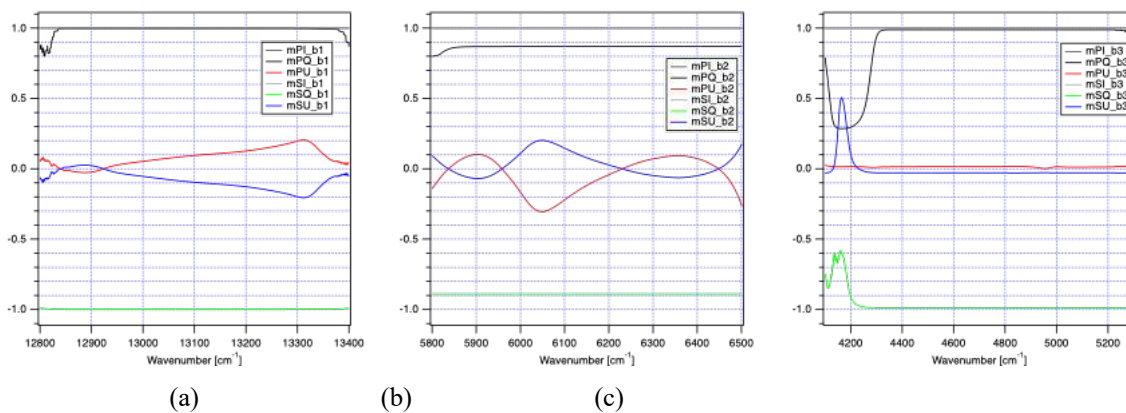 1.0
0.5
0.0
-0.5
-1.0
mPI_b1
mPQ_b1
mPU_b1
mSI_b1
mSQ_b1
mSU_b1
12800 12900 13000 13100 13200 13300 13400
Wavenumber [cm-1]
1.0
0.5
0.0
-0.5
-1.0
mPI_b2
mPQ_b2
mPU_b2
mSI_b2
mSQ_b2
mSU_b2
5800 5900 6000 6100 6200 6300 6400 6500
Wavenumber [cm-1]
1.0
0.5
0.0
-0.5
-1.0
mPI_b3
mPQ_b3
mPU_b3
mSI_b3
mSQ_b3
mSU_b3
4200 4400 4600 4800 5000 5200
Wavenumber [cm-1]
(a) (b) (c)